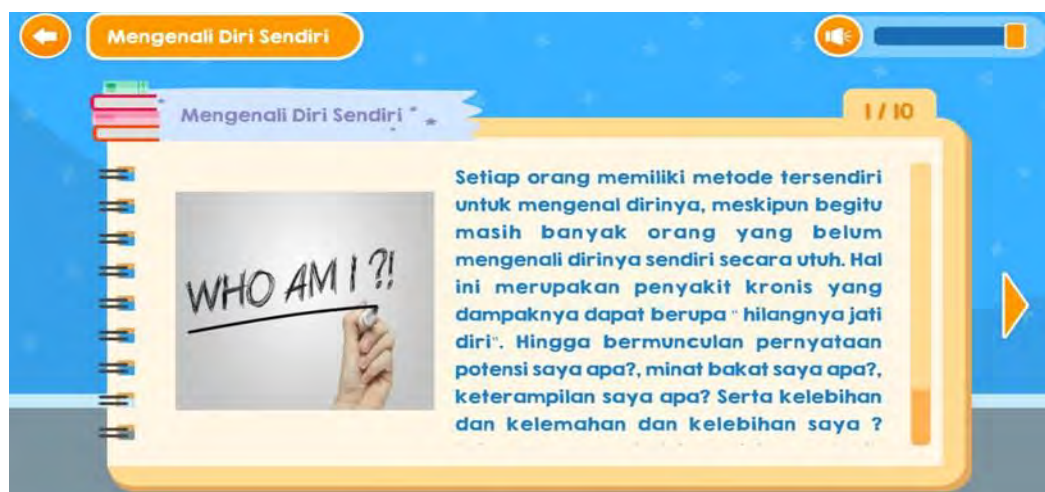 Mengenali Diri Sendiri
Mengenali Diri Sendiri
1 / 10
WHO AM I ?!
Setiap orang memiliki metode tersendiri
untuk mengenal dirinya, meskipun begitu
masih banyak orang yang belum
mengenali dirinya sendiri secara utuh. Hal
ini merupakan penyakit kronis yang
dampaknya dapat berupa " hilangnya jati
diri". Hingga bermunculan pernyataan
potensi saya apa?, minat bakat saya apa?,
keterampilan saya apa? Serta kelebihan
dan kelemahan dan kelebihan saya ?